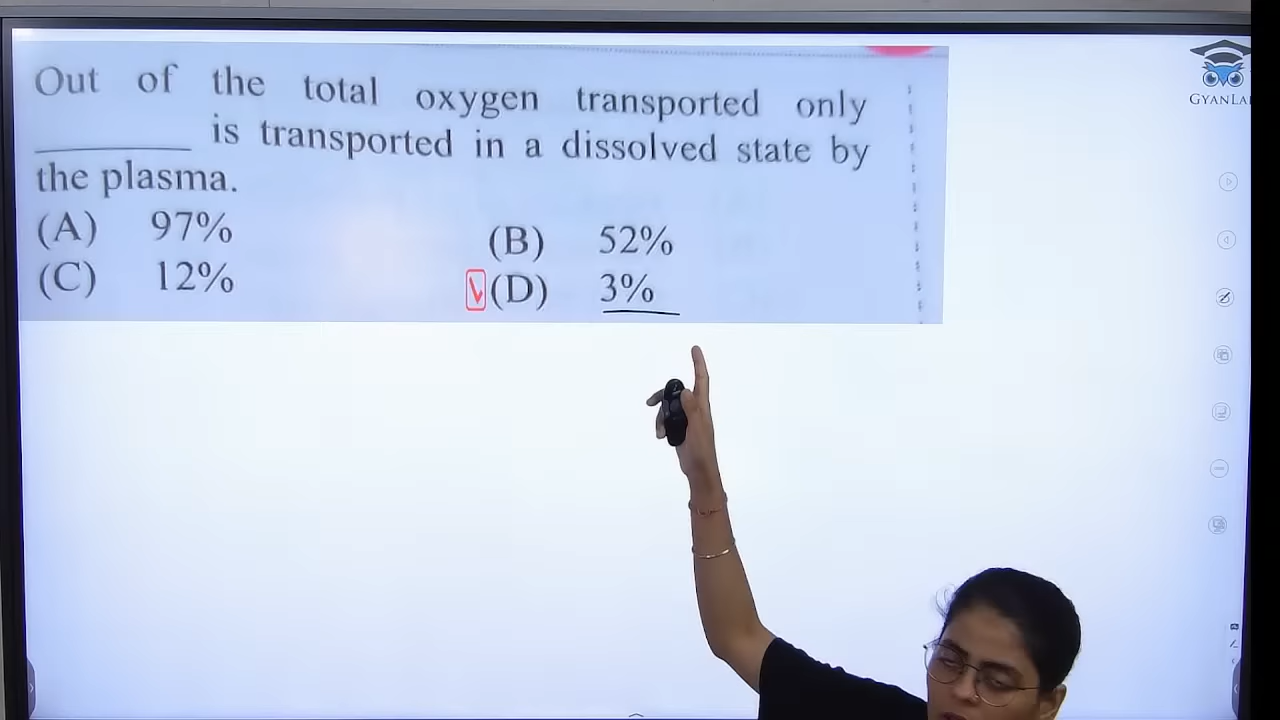 Out of the total oxygen transported only
________ is transported in a dissolved state by
the plasma.
(A) 97% (B) 52%
(C) 12% (D) 3%
GYANLA